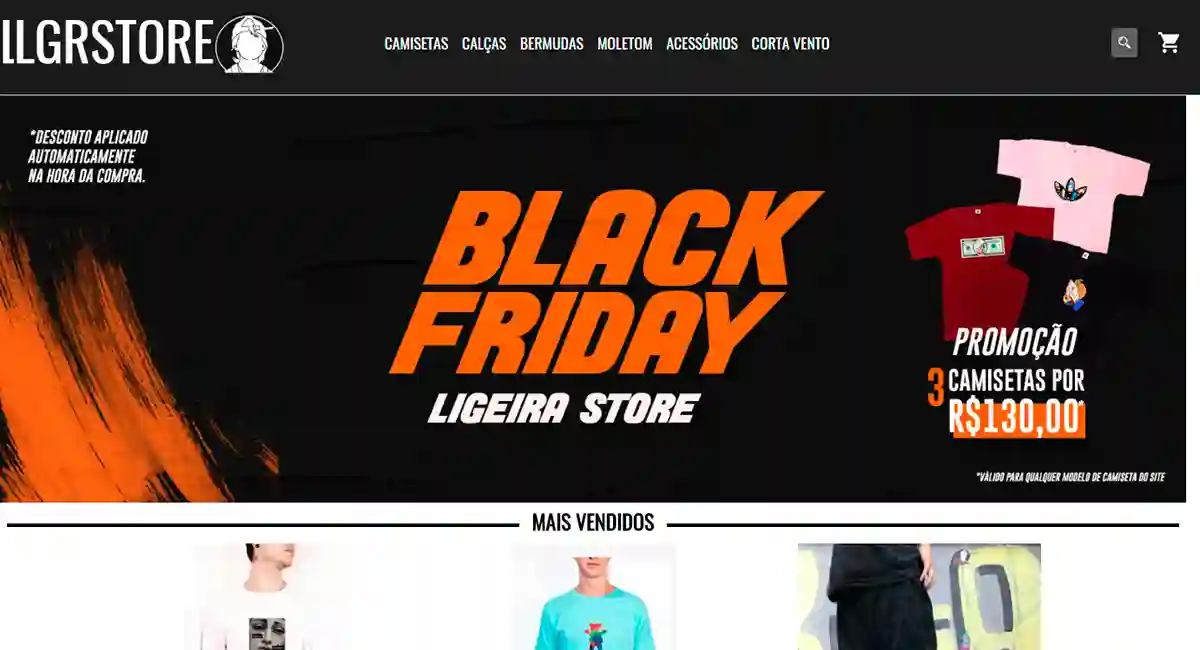 LLGRSTORE
CAMISETAS CALÇAS BERMUDAS MOLETOM ACESSÓRIOS CORTA VENTO
*DESCONTO APLICADO
AUTOMATICAMENTE
NA HORA DA COMPRA.
BLACK
FRIDAY
LIGEIRA STORE
PROMOÇÃO
3 CAMISETAS POR
R$130,00*
*VÁLIDO PARA QUALQUER MODELO DE CAMISETA DO SITE
MAIS VENDIDOS